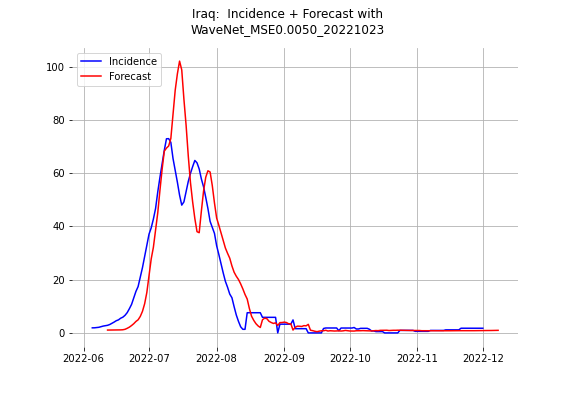 Iraq:  Incidence + Forecast with
WaveNet_MSE0.0050_20221023
Incidence
Forecast
100
80
60
40
20
0
2022-06 2022-07 2022-08 2022-09 2022-10 2022-11 2022-12